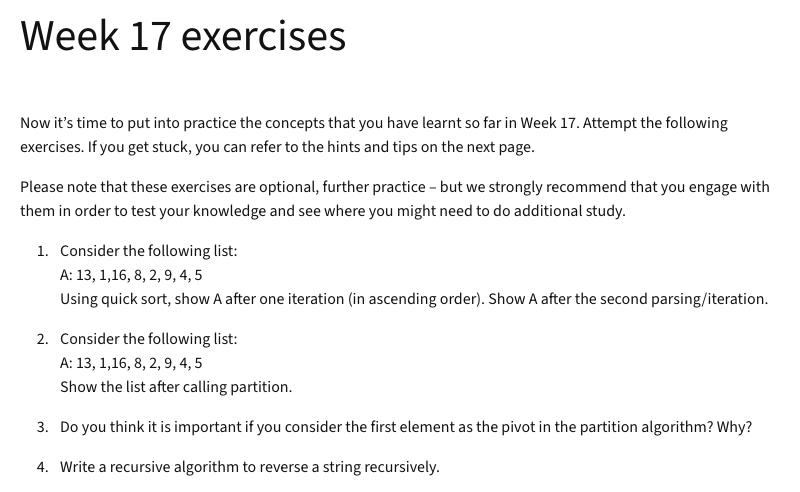 Week 17 exercises
Now it’s time to put into practice the concepts that you have learnt so far in Week 17. Attempt the following
exercises. If you get stuck, you can refer to the hints and tips on the next page.
Please note that these exercises are optional, further practice – but we strongly recommend that you engage with
them in order to test your knowledge and see where you might need to do additional study.
1. Consider the following list:
A: 13, 1,16, 8, 2, 9, 4, 5
Using quick sort, show A after one iteration (in ascending order). Show A after the second parsing/iteration.
2. Consider the following list:
A: 13, 1,16, 8, 2, 9, 4, 5
Show the list after calling partition.
3. Do you think it is important if you consider the first element as the pivot in the partition algorithm? Why?
4. Write a recursive algorithm to reverse a string recursively.